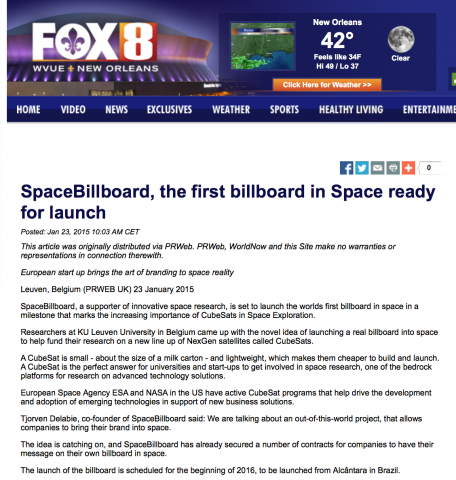 FOX 8
WVUE NEW ORLEANS
New Orleans
42°
Feels like 34F
Hi 49 / Lo 37
Clear
Click Here for Weather >>
HOME VIDEO NEWS EXCLUSIVES WEATHER SPORTS HEALTHY LIVING ENTERTAINME
0
SpaceBillboard, the first billboard in Space ready
for launch
Posted: Jan 23, 2015 10:03 AM CET
This article was originally distributed via PRWeb. PRWeb, WorldNow and this Site make no warranties or
representations in connection therewith.
European start up brings the art of branding to space reality
Leuven, Belgium (PRWEB UK) 23 January 2015
SpaceBillboard, a supporter of innovative space research, is set to launch the worlds first billboard in space in a
milestone that marks the increasing importance of CubeSats in Space Exploration.
Researchers at KU Leuven University in Belgium came up with the novel idea of launching a real billboard into space
to help fund their research on a new line up of NexGen satellites called CubeSats.
A CubeSat is small - about the size of a milk carton - and lightweight, which makes them cheaper to build and launch.
A CubeSat is the perfect answer for universities and start-ups to get involved in space research, one of the bedrock
platforms for research on advanced technology solutions.
European Space Agency ESA and NASA in the US have active CubeSat programs that help drive the development
and adoption of emerging technologies in support of new business solutions.
Tjorven Delabie, co-founder of SpaceBillboard said: We are talking about an out-of-this-world project, that allows
companies to bring their brand into space.
The idea is catching on, and SpaceBillboard has already secured a number of contracts for companies to have their
message on their own billboard in space.
The launch of the billboard is scheduled for the beginning of 2016, to be launched from Alcântara in Brazil.